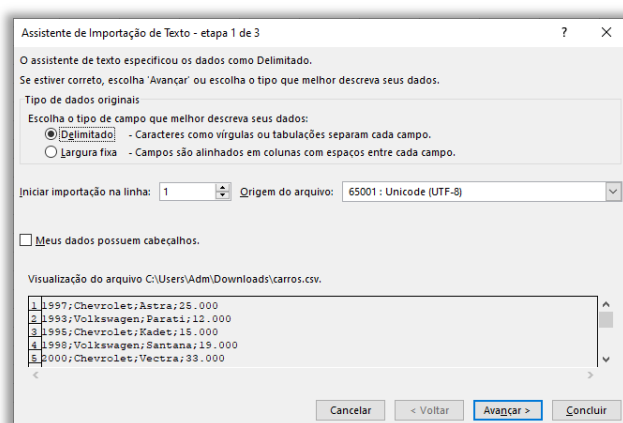 Assistente de Importação de Texto - etapa 1 de 3 ? ×
O assistente de texto especificou os dados como Delimitado.
Se estiver correto, escolha 'Avançar' ou escolha o tipo que melhor descreva seus dados.
Tipo de dados originais
Escolha o tipo de campo que melhor descreva seus dados:
Delimitado - Caracteres como vírgulas ou tabulações separam cada campo.
Largura fixa - Campos são alinhados em colunas com espaços entre cada campo.
Iniciar importação na linha: 1 Origem do arquivo: 65001 : Unicode (UTF-8)
Meus dados possuem cabeçalhos.
Visualização do arquivo C:\Users\Adm\Downloads\carros.csv.
1 1997;Chevrolet;Astra;25.000
2 1993;Volkswagen;Parati;12.000
3 1995;Chevrolet;Kadet;15.000
4 1998;Volkswagen;Santana;19.000
5 2000;Chevrolet;Vectra;33.000
Cancelar < Voltar Avançar > Concluir